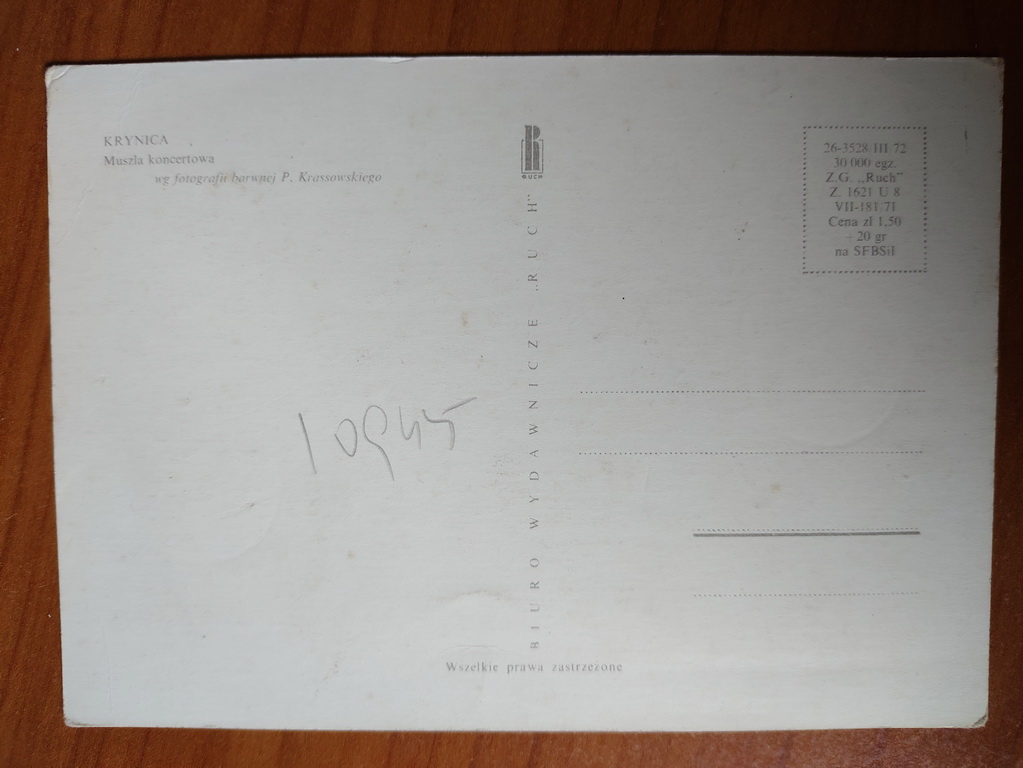 KRYNICA
Muszla koncertowa
wg fotografii barwnej P. Krassowskiego
RUCH
BIURO WYDAWNICZE „RUCH”
26-3528/III/72
30 000 egz.
Z.G. „Ruch”
Z. 1621 U 8
VII-181/71
Cena zł 1.50
+ 20 gr
na SFBSiI
10945
Wszelkie prawa zastrzeżone